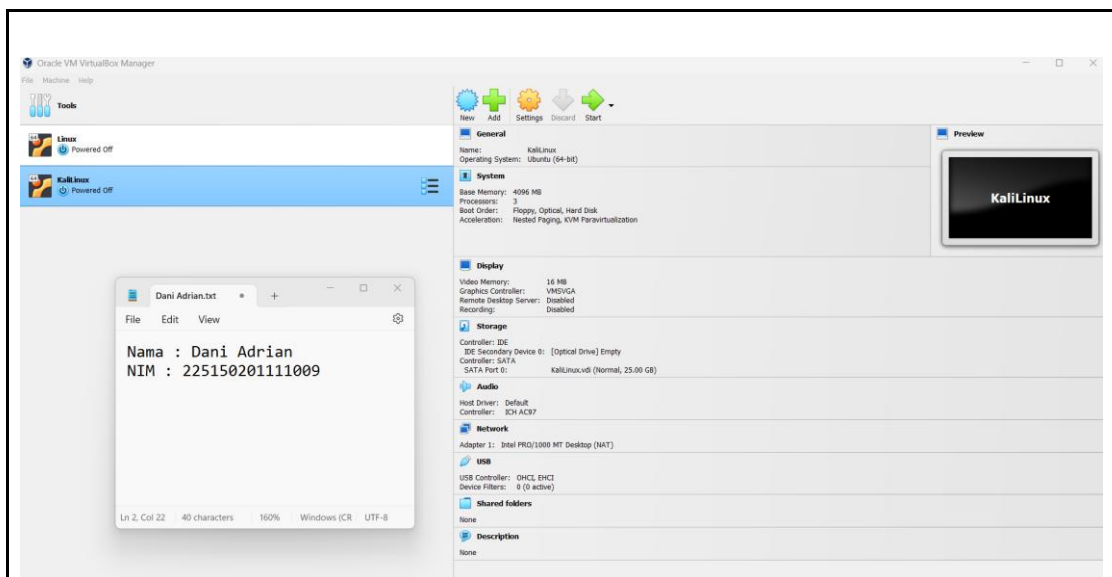 Oracle VM VirtualBox Manager
File Machine Help
Tools
Linux
Powered Off
KaliLinux
Powered Off
New Add Settings Discard Start
General
Name: KaliLinux
Operating System: Ubuntu (64-bit)
System
Base Memory: 4096 MB
Processors: 3
Boot Order: Floppy, Optical, Hard Disk
Acceleration: Nested Paging, KVM Paravirtualization
Preview
KaliLinux
Display
Video Memory: 16 MB
Graphics Controller: VMSVGA
Remote Desktop Server: Disabled
Recording: Disabled
Storage
Controller: IDE
IDE Secondary Device 0: [Optical Drive] Empty
Controller: SATA
SATA Port 0: KaliLinux.vdi (Normal, 25.00 GB)
Audio
Host Driver: Default
Controller: ICH AC97
Network
Adapter 1: Intel PRO/1000 MT Desktop (NAT)
USB
USB Controller: OHCI, EHCI
Device Filters: 0 (0 active)
Shared folders
None
Description
None
Dani Adrian.txt
File Edit View
Nama : Dani Adrian
NIM : 225150201111009
Ln 2, Col 22 40 characters 160% Windows (CR UTF-8